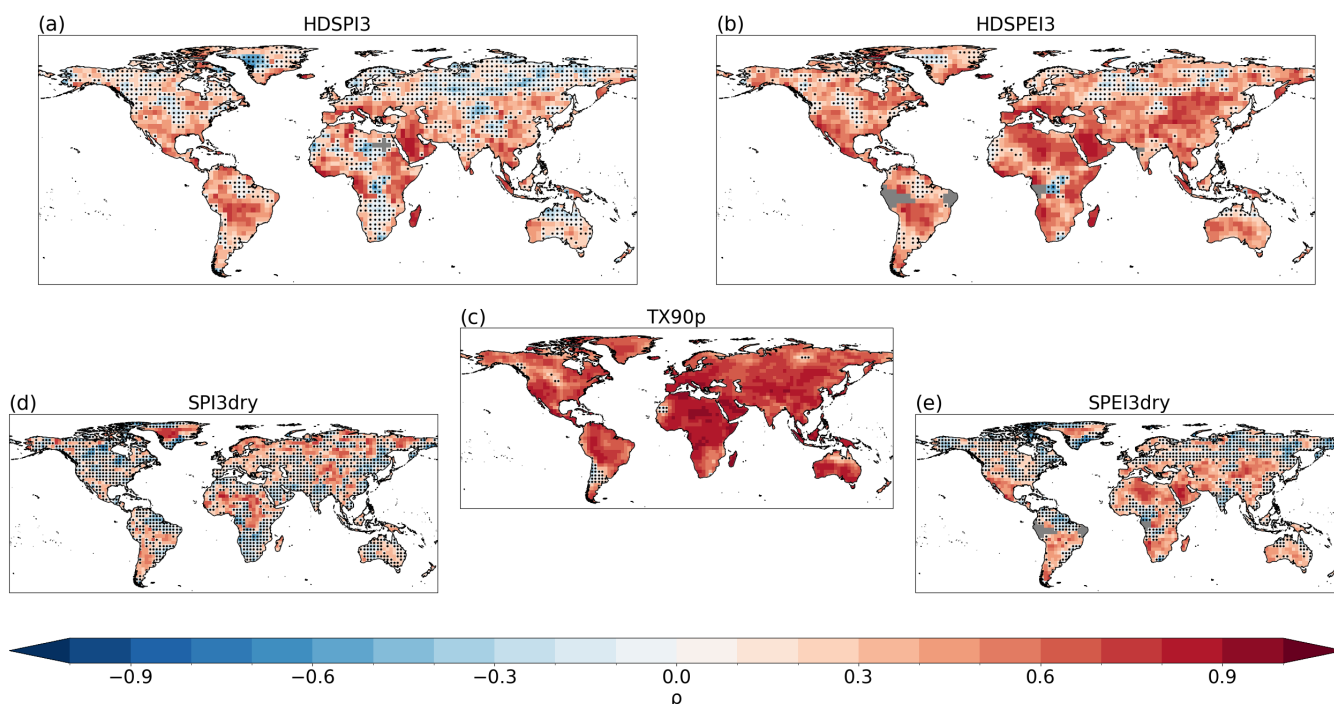 (a) HDSPI3
(b) HDSPEI3
(c) TX90p
(d) SPI3dry
(e) SPEI3dry
−0.9 −0.6 −0.3 0.0 0.3 0.6 0.9
ρ